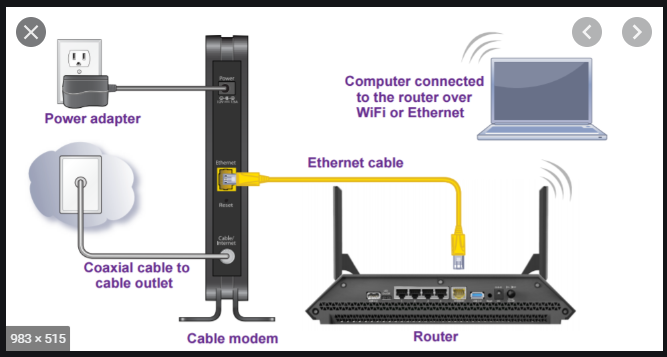 Power
Power adapter
Computer connected
to the router over
WiFi or Ethernet
Ethernet
Ethernet cable
Reset
Cable/
Internet
Coaxial cable to
cable outlet
Cable modem
Router
983 × 515